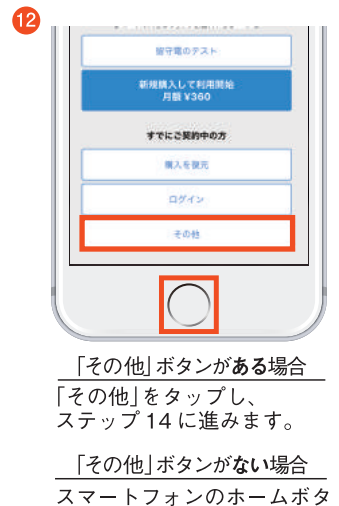 12
留守電のテスト
新規購入して利用開始
月額 ¥360
すでにご契約中の方
購入を復元
ログイン
その他
「その他」ボタンがある場合
「その他」をタップし、
ステップ 14 に進みます。
「その他」ボタンがない場合
スマートフォンのホームボタ